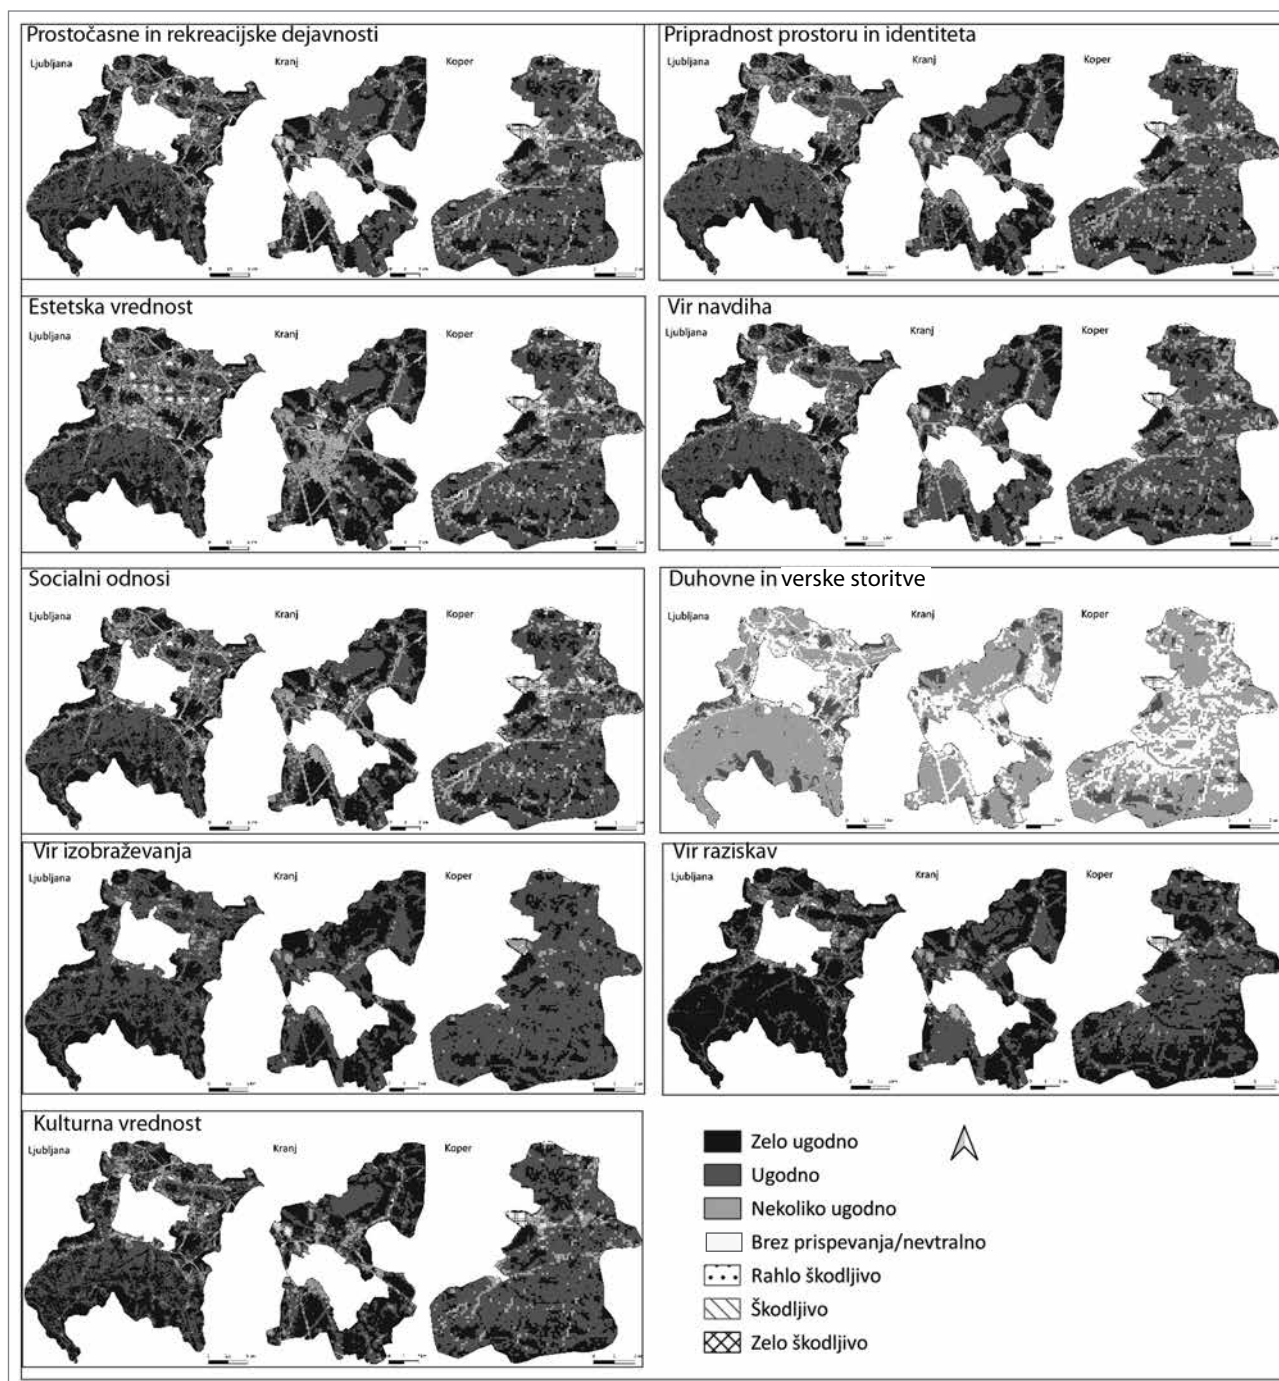 Prostočasne in rekreacijske dejavnosti
Ljubljana
Kranj
Koper
Pripradnost prostoru in identiteta
Ljubljana
Kranj
Koper
Estetska vrednost
Ljubljana
Kranj
Koper
Vir navdiha
Ljubljana
Kranj
Koper
Socialni odnosi
Ljubljana
Kranj
Koper
Duhovne in verske storitve
Ljubljana
Kranj
Koper
Vir izobraževanja
Ljubljana
Kranj
Koper
Vir raziskav
Ljubljana
Kranj
Koper
Kulturna vrednost
Ljubljana
Kranj
Koper
Zelo ugodno
Ugodno
Nekoliko ugodno
Brez prispevanja/nevtralno
Rahlo škodljivo
Škodljivo
Zelo škodljivo